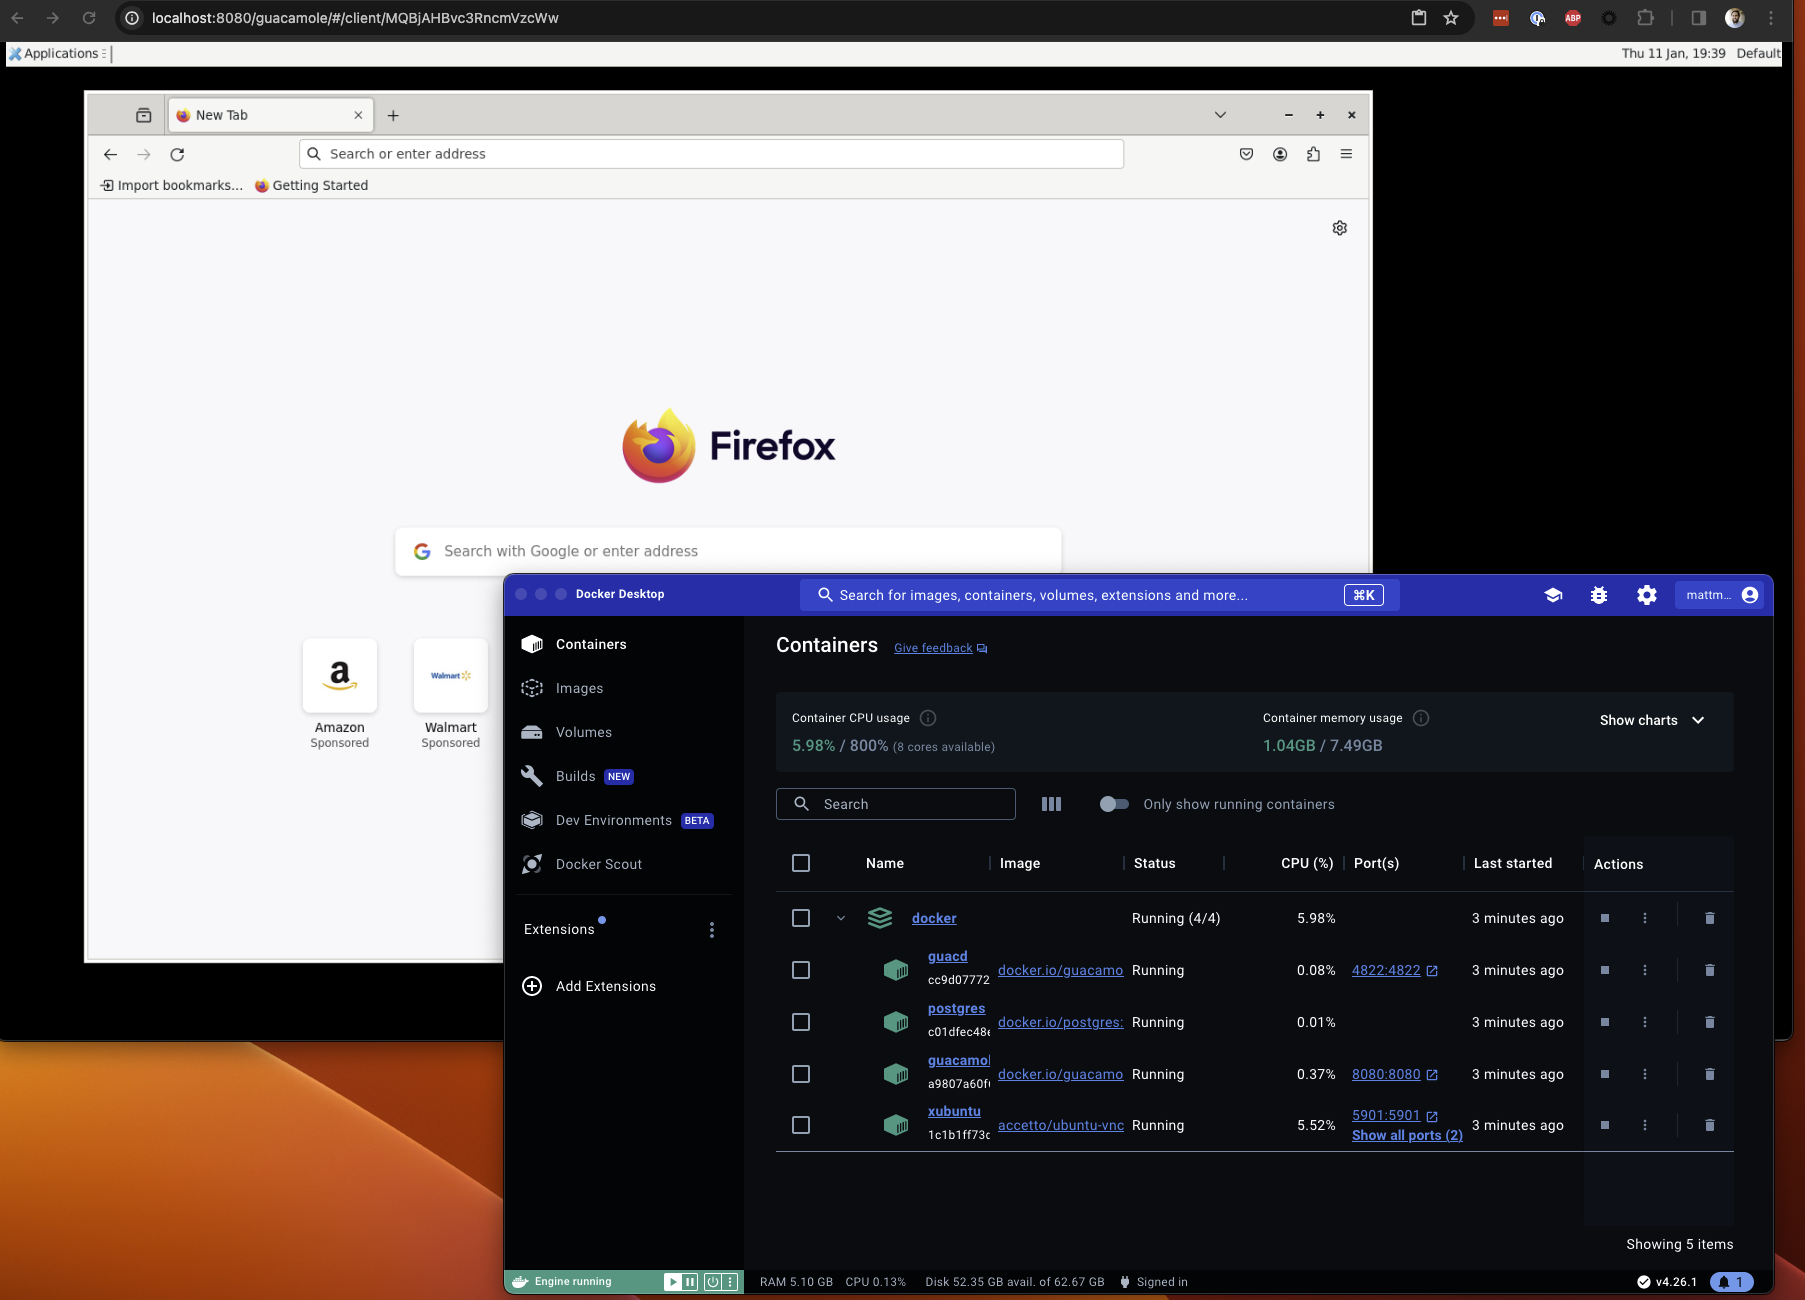 localhost:8080/guacamole/#/client/MQBjAHBvc3RncmVzcWw
ABP
Applications
Thu 11 Jan, 19:39 Default
New Tab
Search or enter address
Import bookmarks...
Getting Started
Firefox
Search with Google or enter address
a
Walmart
Amazon
Sponsored
Walmart
Sponsored
Docker Desktop
Search for images, containers, volumes, extensions and more...
⌘K
mattm...
Containers
Images
Volumes
Builds NEW
Dev Environments BETA
Docker Scout
Extensions
Add Extensions
Containers Give feedback
Container CPU usage
5.98% / 800% (8 cores available)
Container memory usage
1.04GB / 7.49GB
Show charts
Search
Only show running containers
Name Image Status CPU (%) Port(s) Last started Actions
docker Running (4/4) 5.98% 3 minutes ago
guacd
cc9d07772
docker.io/guacamo Running 0.08% 4822:4822 3 minutes ago
postgres
c01dfec48e
docker.io/postgres: Running 0.01% 3 minutes ago
guacamol
a9807a60f
docker.io/guacamo Running 0.37% 8080:8080 3 minutes ago
xubuntu
1c1b1ff73c
accetto/ubuntu-vnc Running 5.52% 5901:5901 3 minutes ago
Show all ports (2)
Showing 5 items
Engine running
RAM 5.10 GB CPU 0.13% Disk 52.35 GB avail. of 62.67 GB Signed in
v4.26.1
1